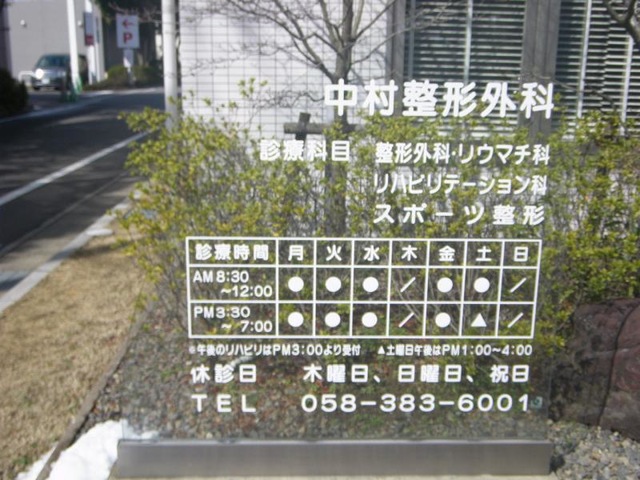 P
中村整形外科
診療科目 整形外科・リウマチ科
リハビリテーション科
スポーツ整形
診療時間 月 火 水 木 金 土 日
AM8:30 ～12:00 ● ● ● ／ ● ● ／
PM3:30 ～ 7:00 ● ● ● ／ ● ▲ ／
※午後のリハビリはPM3:00より受付 ▲土曜日午後はPM1:00～4:00
休診日 木曜日、日曜日、祝日
TEL 058-383-6001